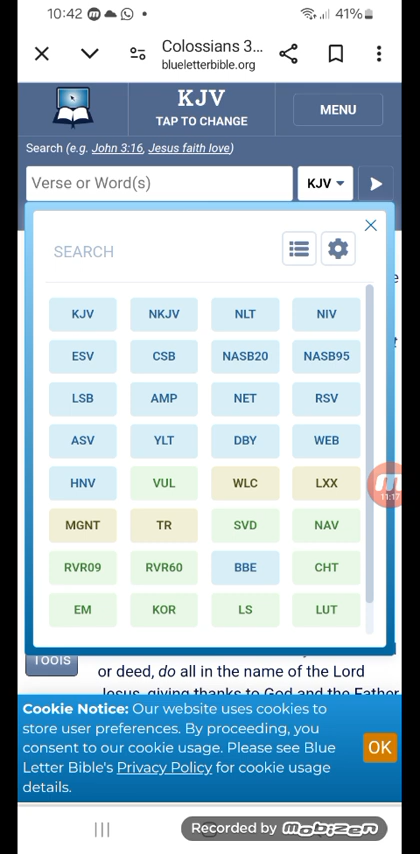 10:42
41%
Colossians 3...
blueletterbible.org
KJV
TAP TO CHANGE
MENU
Search (e.g. John 3:16, Jesus faith love)
Verse or Word(s)
KJV
SEARCH
KJV NKJV NLT NIV
ESV CSB NASB20 NASB95
LSB AMP NET RSV
ASV YLT DBY WEB
HNV VUL WLC LXX
11:17
MGNT TR SVD NAV
RVR09 RVR60 BBE CHT
EM KOR LS LUT
Tools
or deed, do all in the name of the Lord
Jesus, giving thanks to God and the Father
Cookie Notice: Our website uses cookies to
store user preferences. By proceeding, you
consent to our cookie usage. Please see Blue
Letter Bible's Privacy Policy for cookie usage
details.
OK
Recorded by mobizen